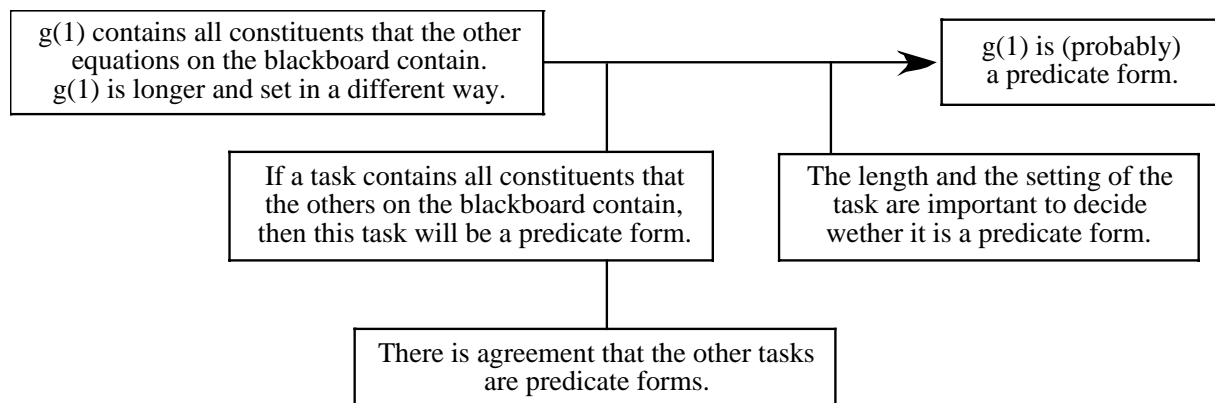 g(1) contains all constituents that the other
equations on the blackboard contain.
g(1) is longer and set in a different way.
g(1) is (probably)
a predicate form.
If a task contains all constituents that
the others on the blackboard contain,
then this task will be a predicate form.
The length and the setting of the
task are important to decide
wether it is a predicate form.
There is agreement that the other tasks
are predicate forms.